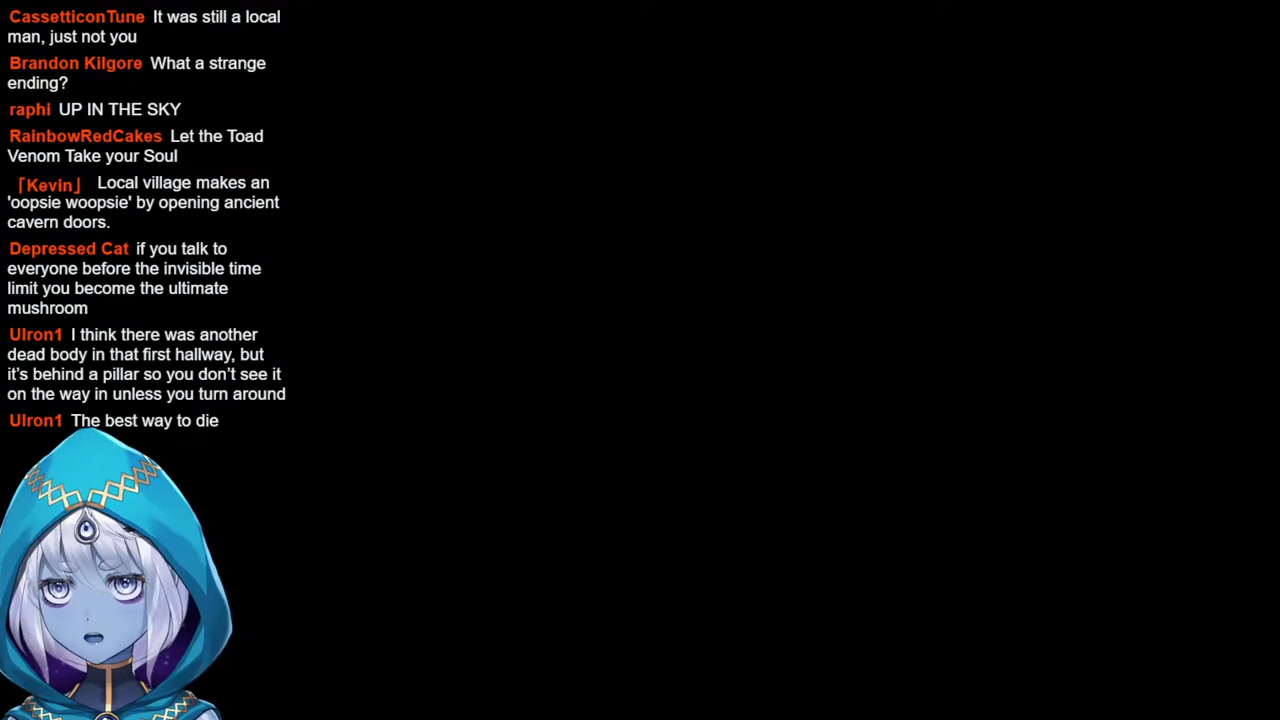 CassetticonTune It was still a local
man, just not you
Brandon Kilgore What a strange
ending?
raphi UP IN THE SKY
RainbowRedCakes Let the Toad
Venom Take your Soul
「Kevin」 Local village makes an
'oopsie woopsie' by opening ancient
cavern doors.
Depressed Cat if you talk to
everyone before the invisible time
limit you become the ultimate
mushroom
UIron1 I think there was another
dead body in that first hallway, but
it’s behind a pillar so you don’t see it
on the way in unless you turn around
UIron1 The best way to die